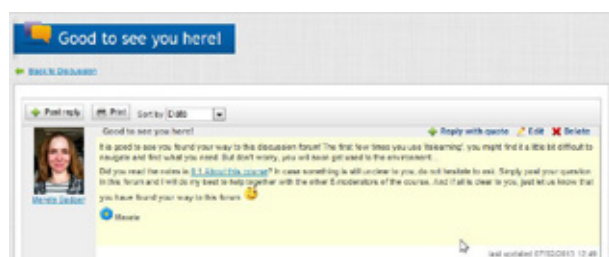 Good to see you here!
Back to Discussion
Post reply Print Sort by Date
Good to see you here! Reply with quote Edit Delete
It is good to see you found your way to this discussion forum! The first few times you use 'itslearning', you might find it a little bit difficult to
navigate and find what you need. But don't worry, you will soon get used to the environment...
Did you read the notes in 0.1 About this course? In case something is still unclear to you, do not hesitate to ask. Simply post your question
in this forum and I will do my best to help together with the other E-moderators of the course. And if all is clear to you, just let us know that
you have found your way to this forum.
last updated 07/02/2013, 12:49